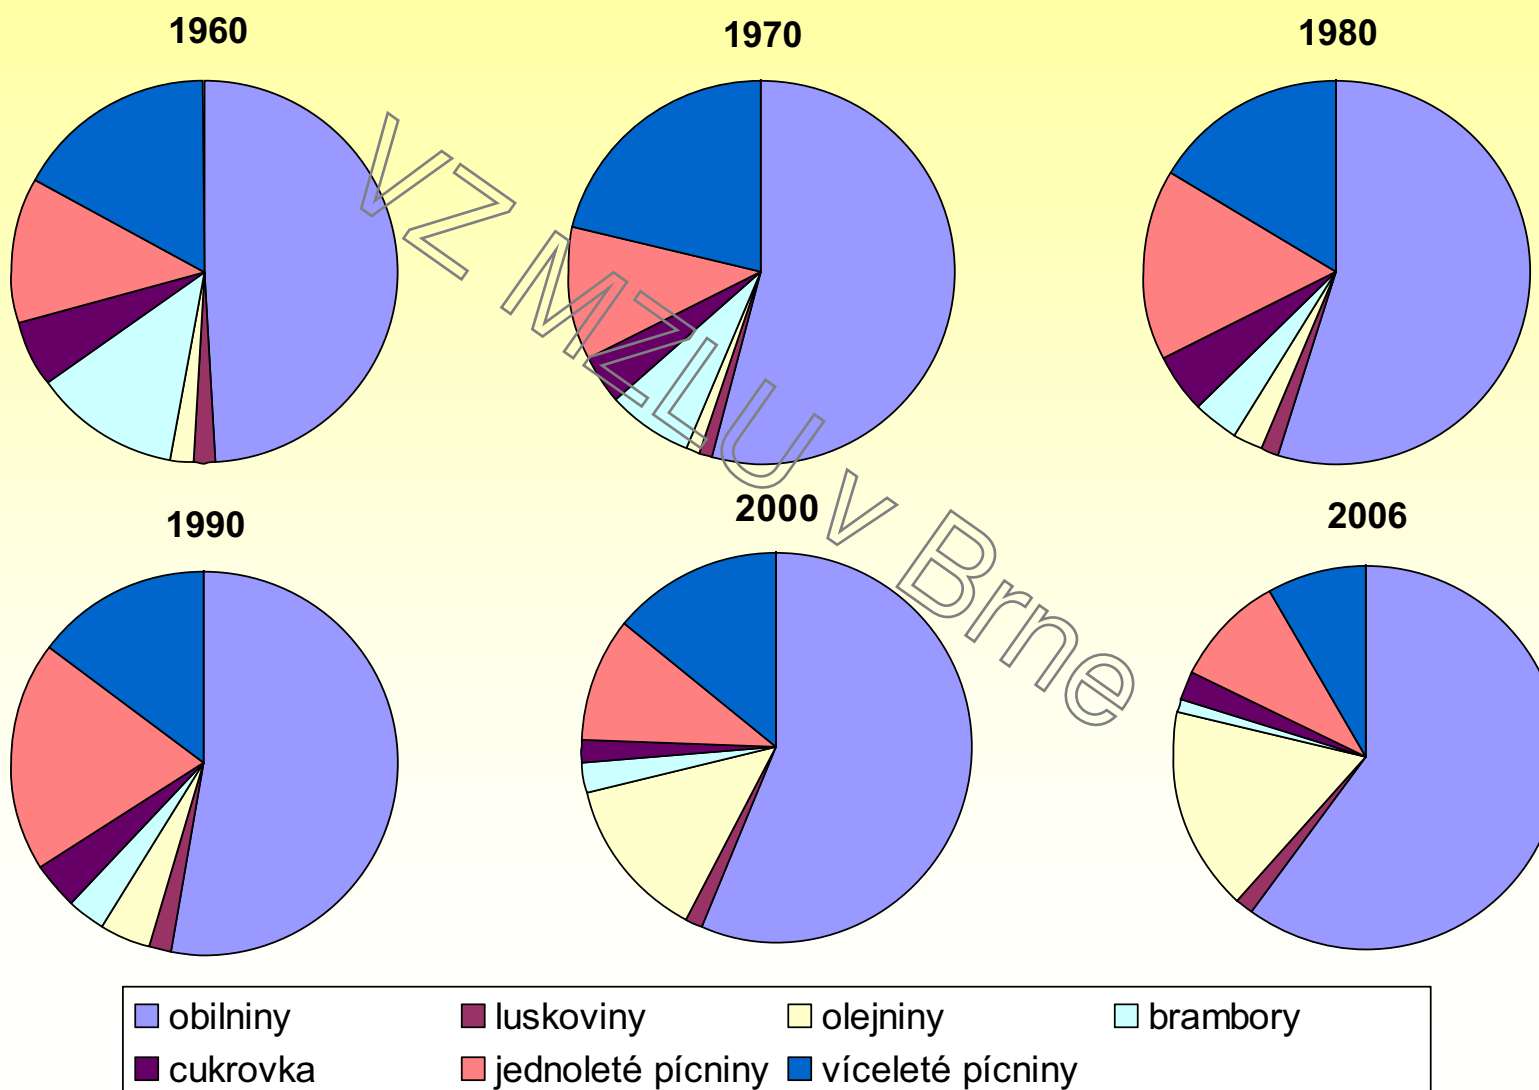 1960
1970
1980
VZ MZLU v Brne
1990
2000
2006
obilniny
luskoviny
olejniny
brambory
cukrovka
jednoleté pícniny
víceleté pícniny